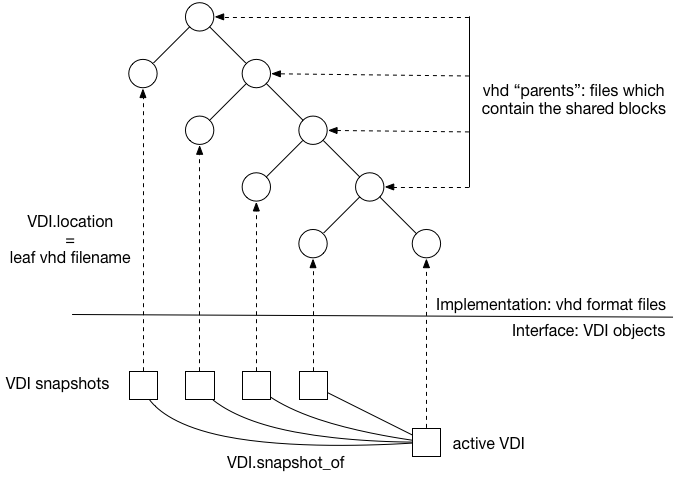 vhd “parents”: files which
contain the shared blocks
VDI.location
=
leaf vhd filename
Implementation: vhd format files
Interface: VDI objects
VDI snapshots
active VDI
VDI.snapshot_of